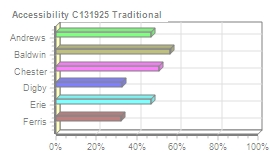 Accessibility C131925 Traditional
Andrews
Baldwin
Chester
Digby
Erie
Ferris
0% 20% 40% 60% 80% 100%